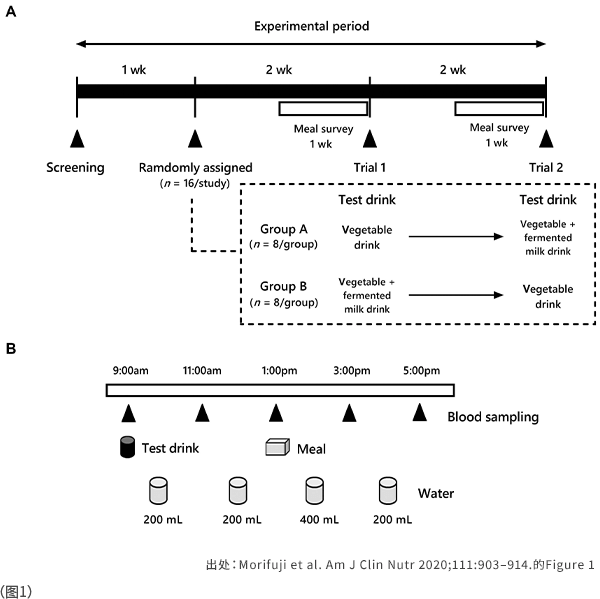 A
Experimental period
1 wk
2 wk
2 wk
Meal survey
1 wk
Meal survey
1 wk
Screening
Ramdomly assigned
(n = 16/study)
Trial 1
Trial 2
Test drink
Test drink
Group A
(n = 8/group)
Vegetable
drink
Vegetable +
fermented
milk drink
Group B
(n = 8/group)
Vegetable +
fermented
milk drink
Vegetable
drink
B
9:00am
11:00am
1:00pm
3:00pm
5:00pm
Blood sampling
Test drink
Meal
Water
200 mL
200 mL
400 mL
200 mL
出处：Morifuji et al. Am J Clin Nutr 2020;111:903–914.的Figure 1
(图1)